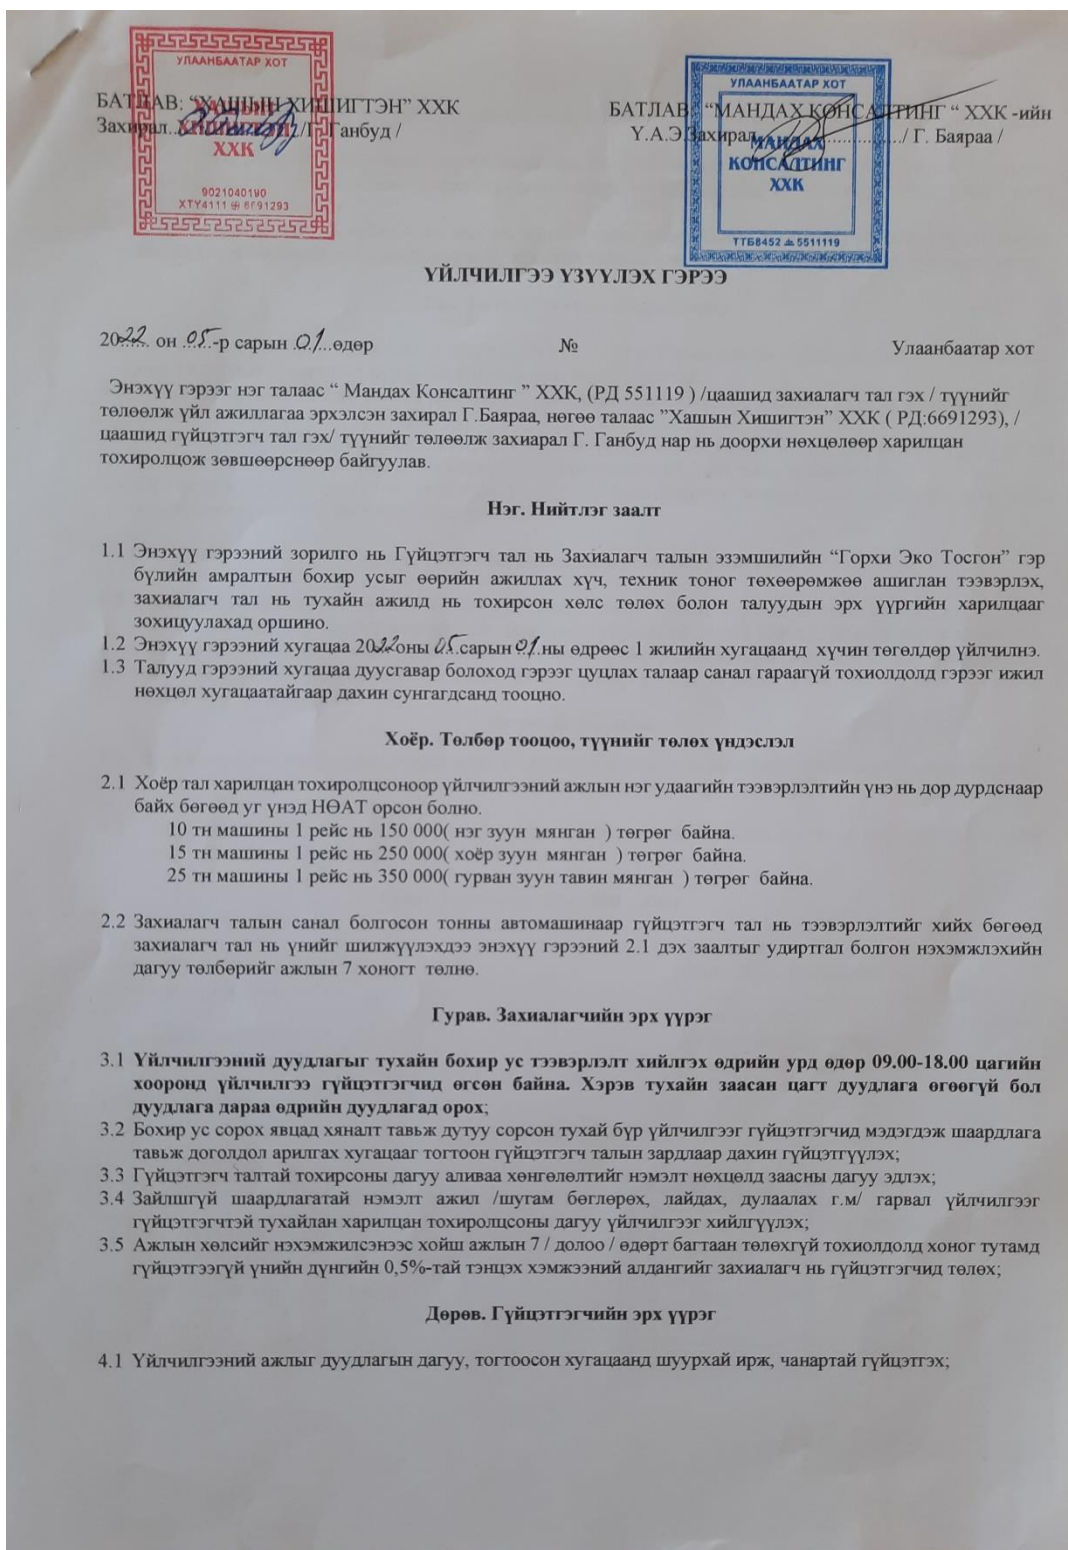 УЛААНБААТАР ХОТ
БАТЛАВ: “ХАШЫН ХИШИГТЭН” ХХК
Захирал............/Г. Ганбуд /
ХАШЫН
ХИШИГТЭН
ХХК
9021040190
ХТУ4111 6691293
УЛААНБААТАР ХОТ
БАТЛАВ: “МАНДАХ КОНСАЛТИНГ “ ХХК -ийн
Ү.А.Э Захирал............/ Г. Баяраа /
МАНДАХ
КОНСАЛТИНГ
ХХК
ТТБ8452 5511119
ҮЙЛЧИЛГЭЭ ҮЗҮҮЛЭХ ГЭРЭЭ
2022 он 05-р сарын 01 өдөр № Улаанбаатар хот
Энэхүү гэрээг нэг талаас “ Мандах Консалтинг ” ХХК, (РД 551119 ) /цаашид захиалагч тал гэх / түүнийг
төлөөлж үйл ажиллагаа эрхэлсэн захирал Г.Баяраа, нөгөө талаас ”Хашын Хишигтэн” ХХК ( РД:6691293), /
цаашид гүйцэтгэгч тал гэх/ түүнийг төлөөлж захиарал Г. Ганбуд нар нь доорхи нөхцөлөөр харилцан
тохиролцож зөвшөөрснөөр байгуулав.
Нэг. Нийтлэг заалт
1.1 Энэхүү гэрээний зорилго нь Гүйцэтгэгч тал нь Захиалагч талын эзэмшилийн “Горхи Эко Тосгон” гэр
бүлийн амралтын бохир усыг өөрийн ажиллах хүч, техник тоног төхөөрөмжөө ашиглан тээвэрлэх,
захиалагч тал нь тухайн ажилд нь тохирсон хөлс төлөх болон талуудын эрх үүргийн харилцааг
зохицуулахад оршино.
1.2 Энэхүү гэрээний хугацаа 2022оны 05 сарын 01 ны өдрөөс 1 жилийн хугацаанд хүчин төгөлдөр үйлчилнэ.
1.3 Талууд гэрээний хугацаа дуусгавар болоход гэрээг цуцлах талаар санал гараагүй тохиолдолд гэрээг ижил
нөхцөл хугацаатайгаар дахин сунгагдсанд тооцно.
Хоёр. Төлбөр тооцоо, түүнийг төлөх үндэслэл
2.1 Хоёр тал харилцан тохиролцсоноор үйлчилгээний ажлын нэг удаагийн тээвэрлэлтийн үнэ нь дор дурдснаар
байх бөгөөд уг үнэд НӨАТ орсон болно.
10 тн машины 1 рейс нь 150 000( нэг зуун мянган ) төгрөг байна.
15 тн машины 1 рейс нь 250 000( хоёр зуун мянган ) төгрөг байна.
25 тн машины 1 рейс нь 350 000( гурван зуун тавин мянган ) төгрөг байна.
2.2 Захиалагч талын санал болгосон тонны автомашинаар гүйцэтгэгч тал нь тээвэрлэлтийг хийх бөгөөд
захиалагч тал нь үнийг шилжүүлэхдээ энэхүү гэрээний 2.1 дэх заалтыг удиртгал болгон нэхэмжлэхийн
дагуу төлбөрийг ажлын 7 хоногт төлнө.
Гурав. Захиалагчийн эрх үүрэг
3.1 Үйлчилгээний дуудлагыг тухайн бохир ус тээвэрлэлт хийлгэх өдрийн урд өдөр 09.00-18.00 цагийн
хооронд үйлчилгээ гүйцэтгэгчид өгсөн байна. Хэрэв тухайн заасан цагт дуудлага өгөөгүй бол
дуудлага дараа өдрийн дуудлагад орох;
3.2 Бохир ус сорох явцад хяналт тавьж дутуу сорсон тухай бүр үйлчилгээг гүйцэтгэгчид мэдэгдэж шаардлага
тавьж доголдол арилгах хугацааг тогтоон гүйцэтгэгч талын зардлаар дахин гүйцэтгүүлэх;
3.3 Гүйцэтгэгч талтай тохирсоны дагуу аливаа хөнгөлөлтийг нэмэлт нөхцөлд заасны дагуу эдлэх;
3.4 Зайлшгүй шаардлагатай нэмэлт ажил /шугам бөглөрөх, лайдах, дулаалах г.м/ гарвал үйлчилгээг
гүйцэтгэгчтэй тухайлан харилцан тохиролцсоны дагуу үйлчилгээг хийлгүүлэх;
3.5 Ажлын хөлсийг нэхэмжилсэнээс хойш ажлын 7 / долоо / өдөрт багтаан төлөхгүй тохиолдолд хоног тутамд
гүйцэтгээгүй үнийн дүнгийн 0,5%-тай тэнцэх хэмжээний алдангийг захиалагч нь гүйцэтгэгчид төлөх;
Дөрөв. Гүйцэтгэгчийн эрх үүрэг
4.1 Үйлчилгээний ажлыг дуудлагын дагуу, тогтоосон хугацаанд шуурхай ирж, чанартай гүйцэтгэх;